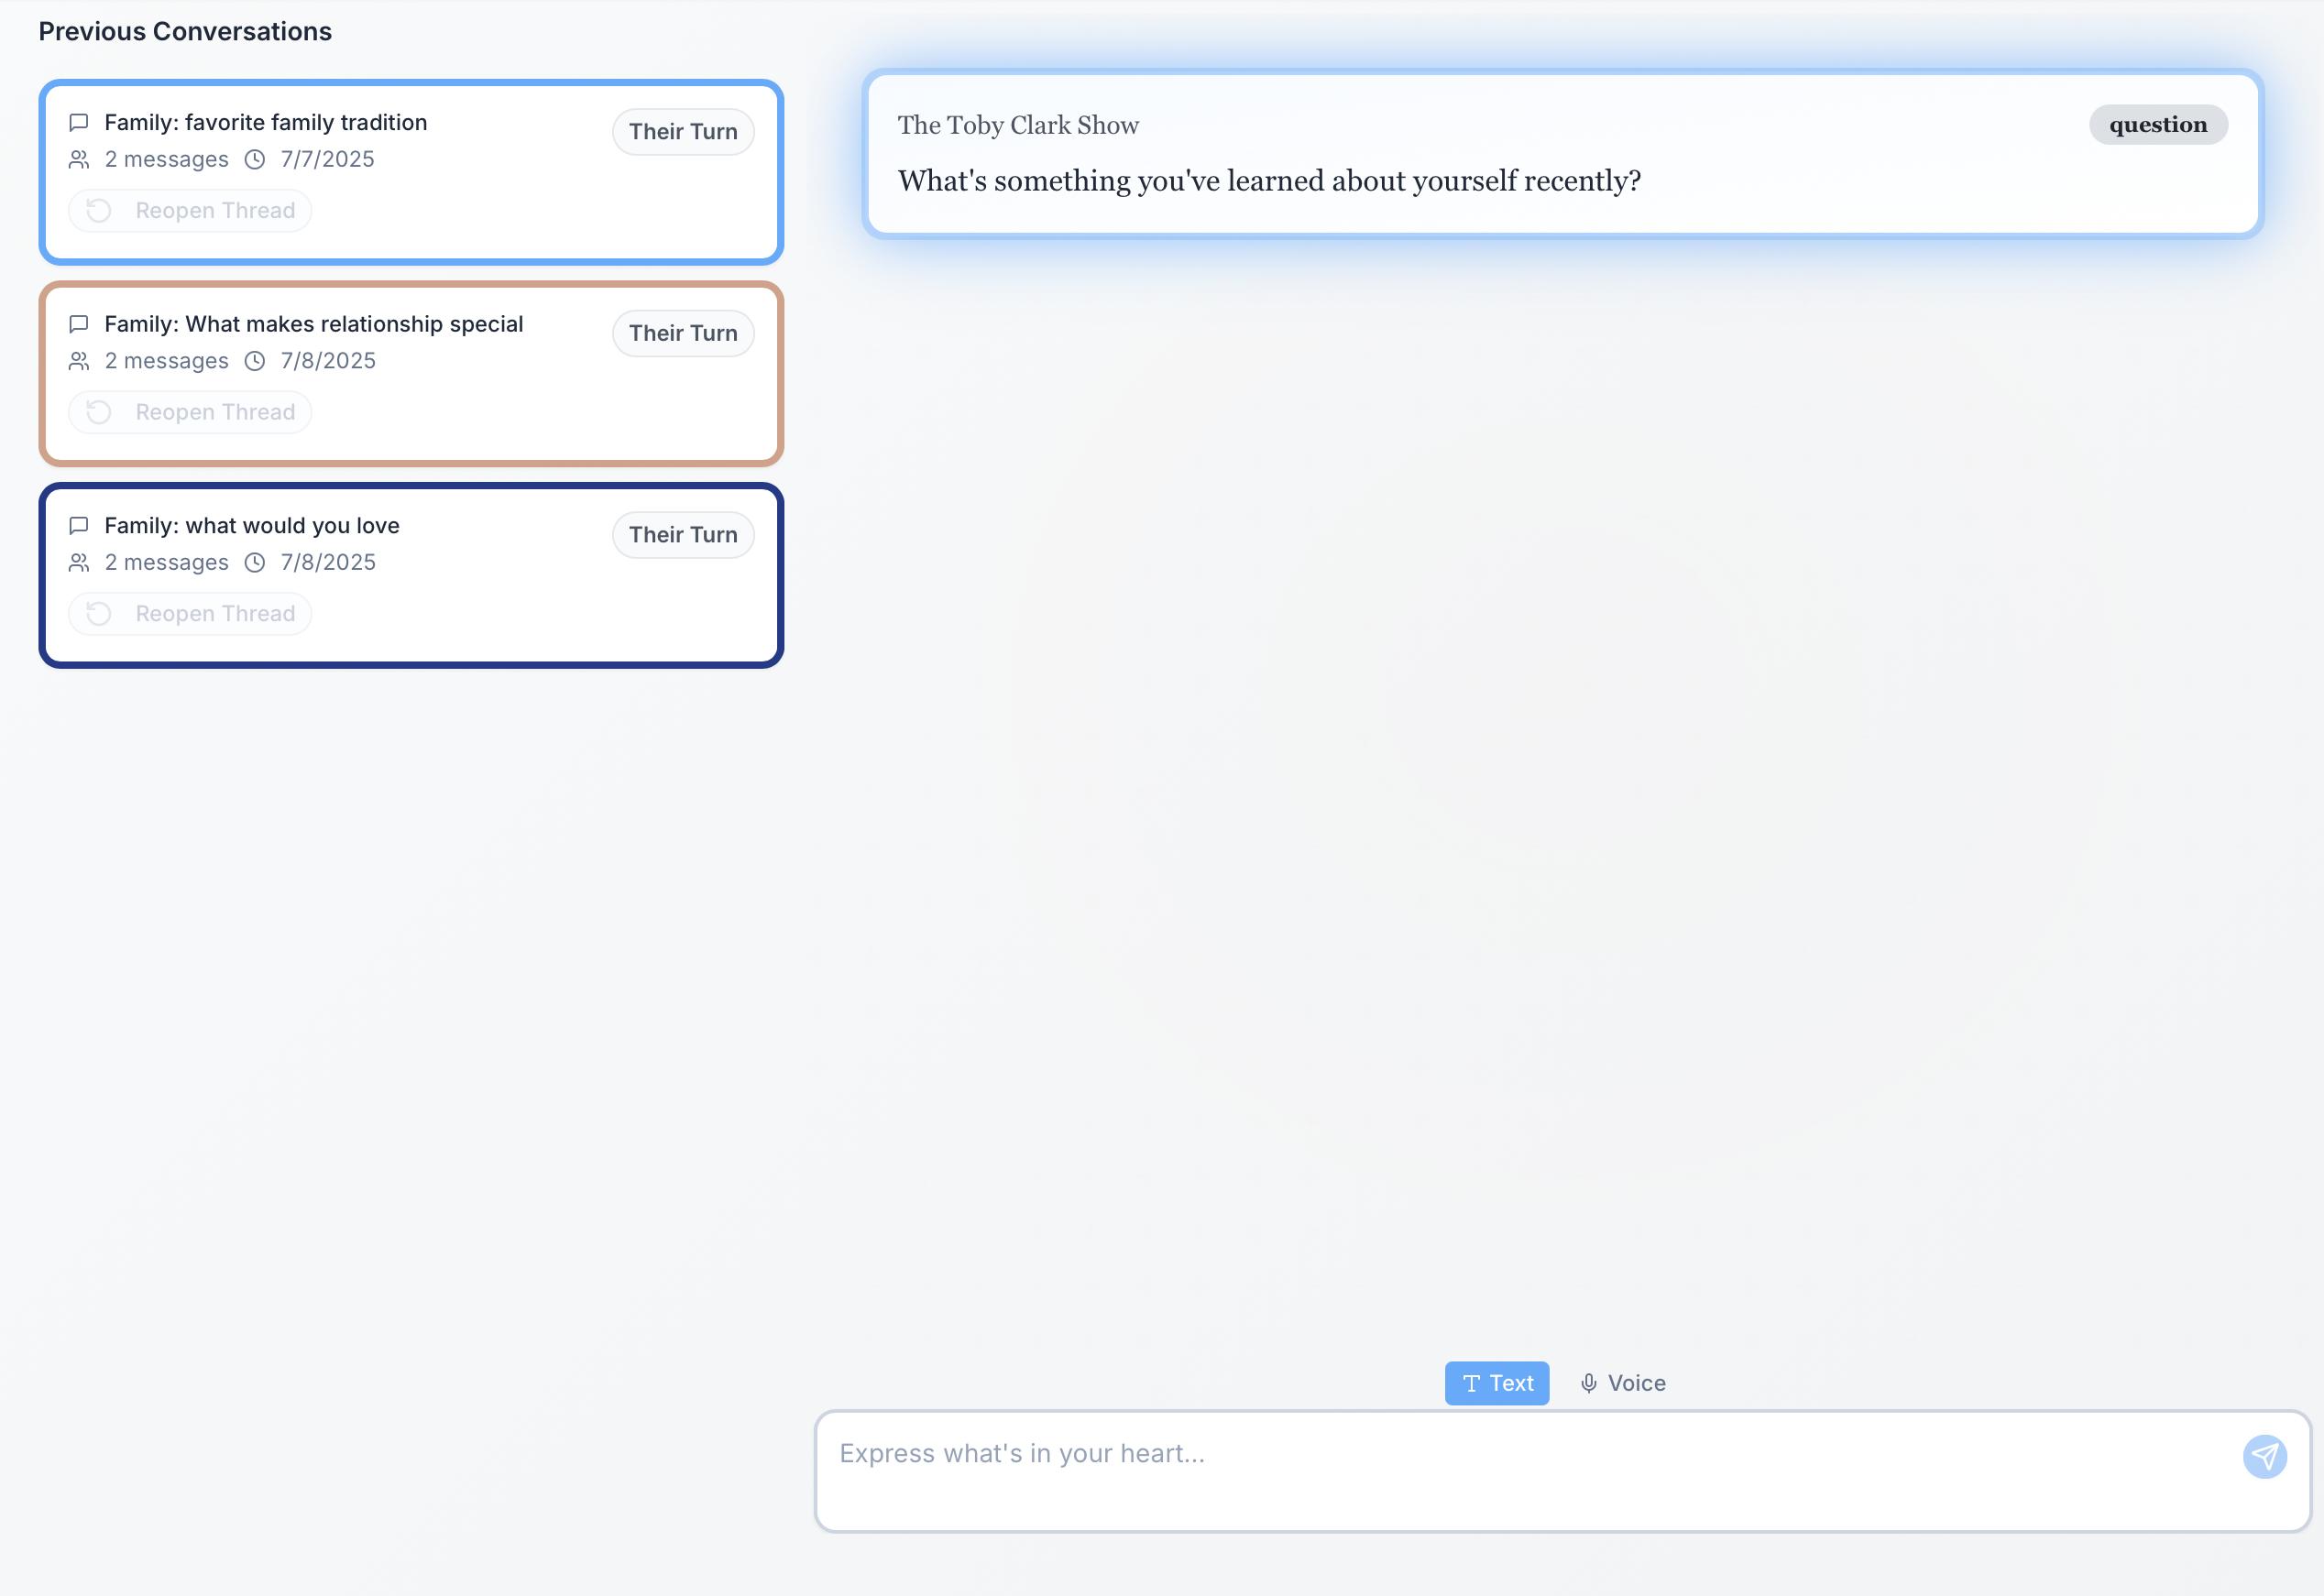 Previous Conversations
Family: favorite family tradition
Their Turn
2 messages 7/7/2025
Reopen Thread
Family: What makes relationship special
Their Turn
2 messages 7/8/2025
Reopen Thread
Family: what would you love
Their Turn
2 messages 7/8/2025
Reopen Thread
The Toby Clark Show
question
What's something you've learned about yourself recently?
Text Voice
Express what's in your heart...